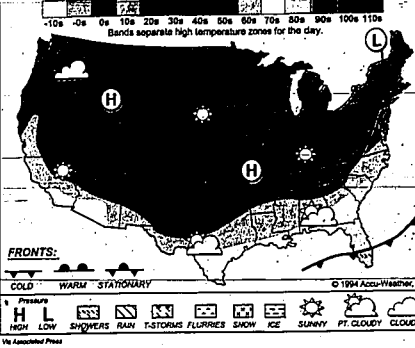 -10s -0s 0s 10s 20s 30s 40s 50s 60s 70s 80s 90s 100s 110s
Bands separate high temperature zones for the day.
L
H
H
FRONTS:
COLD WARM STATIONARY
© 1994 Accu-Weather,
Pressure
H L
HIGH LOW SHOWERS RAIN T-STORMS FLURRIES SNOW ICE SUNNY PT. CLOUDY CLOUD
Via Associated Press